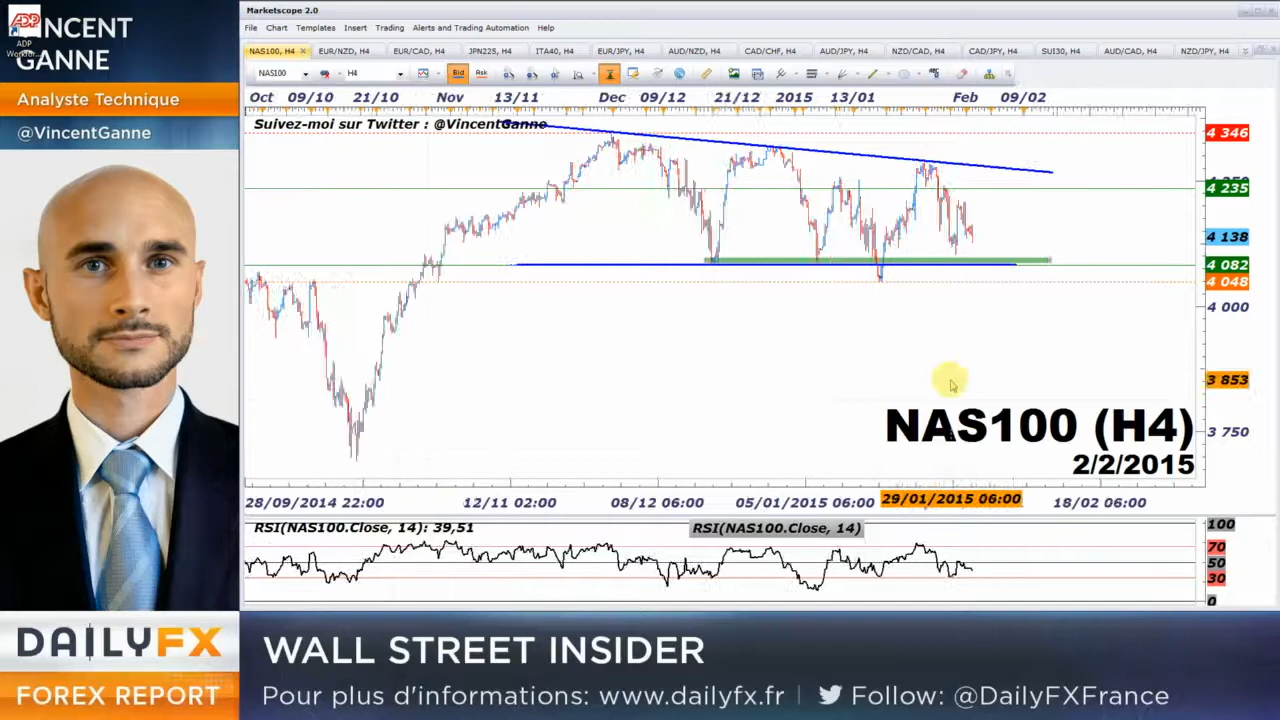 ADP
INCENT
GANNE
Analyste Technique
@VincentGanne
Marketscope 2.0
File Chart Templates Insert Trading Alerts and Trading Automation Help
NAS100, H4 EUR/NZD, H4 EUR/CAD, H4 JPN225, H4 ITA40, H4 EUR/JPY, H4 AUD/NZD, H4 CAD/CHF, H4 AUD/JPY, H4 NZD/CAD, H4 CAD/JPY, H4 SUI30, H4 AUD/CAD, H4 NZD/JPY, H4
NAS100 H4 Bid Ask
Oct 09/10 21/10 Nov 13/11 Dec 09/12 21/12 2015 13/01 Feb 09/02
Suivez-moi sur Twitter : @VincentGanne
4 346
4 235
4 138
4 082
4 048
4 000
3 853
3 750
NAS100 (H4)
2/2/2015
28/09/2014 22:00 12/11 02:00 08/12 06:00 05/01/2015 06:00 29/01/2015 06:00 18/02 06:00
RSI(NAS100.Close, 14): 39,51
RSI(NAS100.Close, 14)
100
70
50
30
0
DAILYFX
FOREX REPORT
WALL STREET INSIDER
Pour plus d'informations: www.dailyfx.fr | Follow: @DailyFXFrance